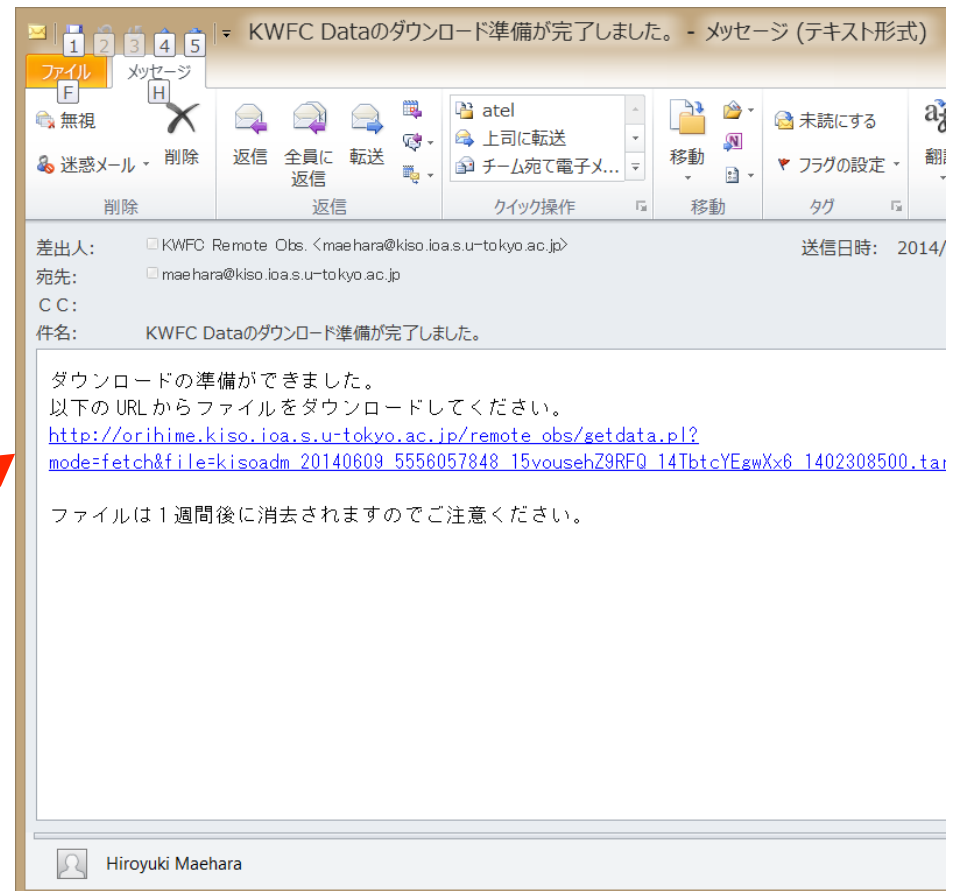 KWFC Dataのダウンロード準備が完了しました。 - メッセージ (テキスト形式)
1 2 3 4 5
ファイル メッセージ
F H
無視
迷惑メール
削除
返信 全員に返信 転送
atel
上司に転送
チーム宛て電子メ...
移動
未読にする
フラグの設定
削除 返信 クイック操作 移動 タグ
差出人: KWFC Remote Obs. <maehara@kiso.ioa.s.u-tokyo.ac.jp> 送信日時: 2014/
宛先: maehara@kiso.ioa.s.u-tokyo.ac.jp
CC:
件名: KWFC Dataのダウンロード準備が完了しました。
ダウンロードの準備ができました。
以下の URL からファイルをダウンロードしてください。
http://orihime.kiso.ioa.s.u-tokyo.ac.jp/remote_obs/getdata.pl?
mode=fetch&file=kisoadm_20140609_5556057848_15vousehZ9RFQ_14TbtcYEgwXx6_1402308500.tar
ファイルは1週間後に消去されますのでご注意ください。
Hiroyuki Maehara